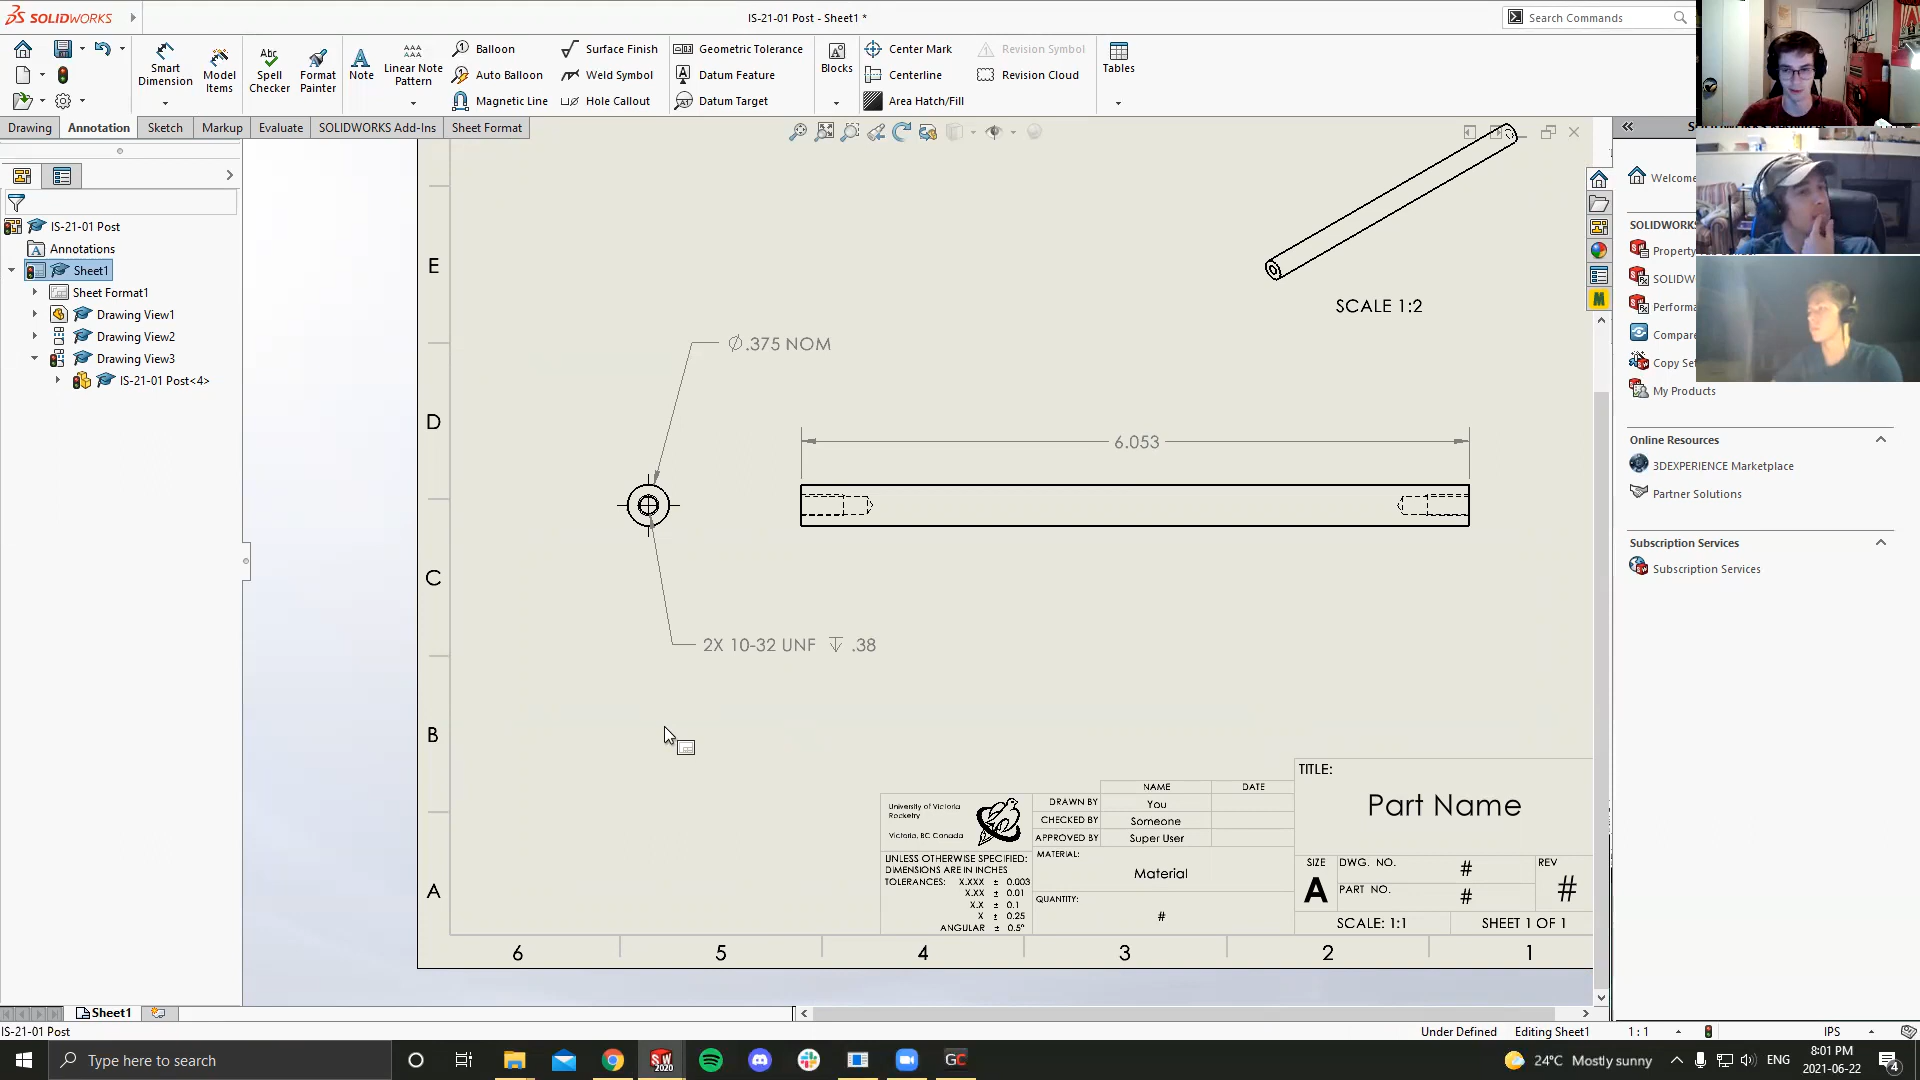 SOLIDWORKS
IS-21-01 Post - Sheet1 *
Search Commands
Smart Dimension
Model Items
Spell Checker
Format Painter
Note
Linear Note Pattern
Balloon
Auto Balloon
Magnetic Line
Surface Finish
Weld Symbol
Hole Callout
Geometric Tolerance
Datum Feature
Datum Target
Blocks
Center Mark
Centerline
Area Hatch/Fill
Revision Symbol
Revision Cloud
Tables
Drawing
Annotation
Sketch
Markup
Evaluate
SOLIDWORKS Add-Ins
Sheet Format
IS-21-01 Post
Annotations
Sheet1
Sheet Format1
Drawing View1
Drawing View2
Drawing View3
IS-21-01 Post<4>
E
D
C
B
A
SCALE 1:2
Ø.375 NOM
6.053
2X 10-32 UNF ↧ .38
University of Victoria
Rocketry
Victoria, BC Canada
UNLESS OTHERWISE SPECIFIED:
DIMENSIONS ARE IN INCHES
TOLERANCES: X.XXX ± 0.003
X.XX ± 0.01
X.X ± 0.1
X ± 0.25
ANGULAR ± 0.5°
NAME DATE
DRAWN BY You
CHECKED BY Someone
APPROVED BY Super User
MATERIAL:
Material
QUANTITY:
#
TITLE:
Part Name
SIZE
A
DWG. NO. #
PART NO. #
REV
#
SCALE: 1:1
SHEET 1 OF 1
6 5 4 3 2 1
Welcome
SOLIDWORKS
Property
SOLIDW
Performa
Compare
Copy Set
My Products
Online Resources
3DEXPERIENCE Marketplace
Partner Solutions
Subscription Services
Subscription Services
Sheet1
IS-21-01 Post
Under Defined
Editing Sheet1
1 : 1
IPS
Type here to search
SW 2020
GC
24°C Mostly sunny
ENG
8:01 PM
2021-06-22
4